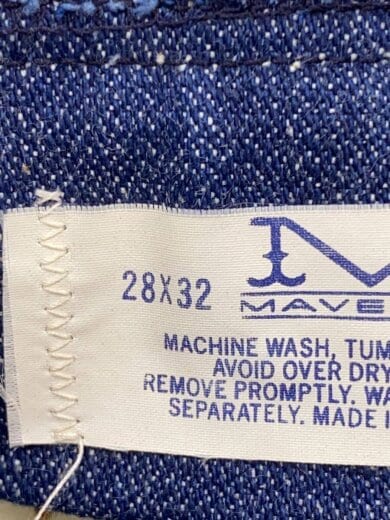 28X32
MAVE
MACHINE WASH, TUM
AVOID OVER DRY
REMOVE PROMPTLY. WA
SEPARATELY. MADE I